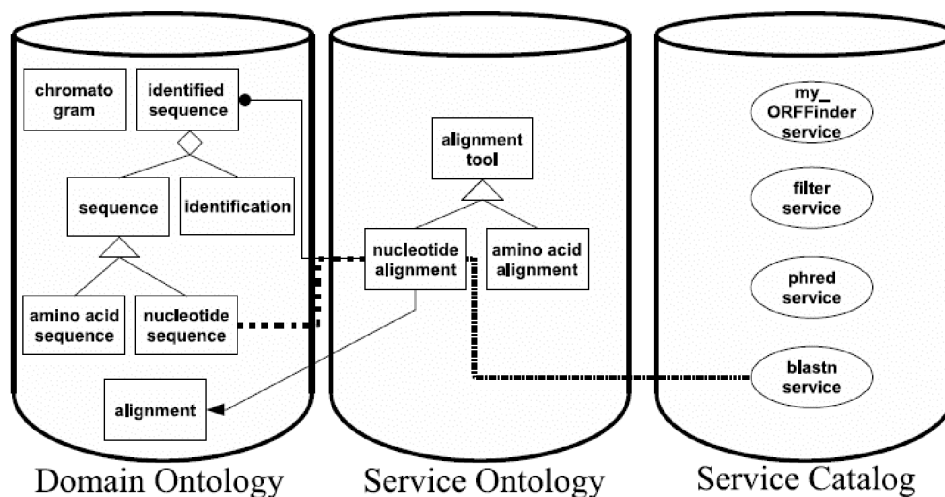 chromato
gram
identified
sequence
sequence
identification
amino acid
sequence
nucleotide
sequence
alignment
Domain Ontology
alignment
tool
nucleotide
alignment
amino acid
alignment
Service Ontology
my_
ORFFinder
service
filter
service
phred
service
blastn
service
Service Catalog